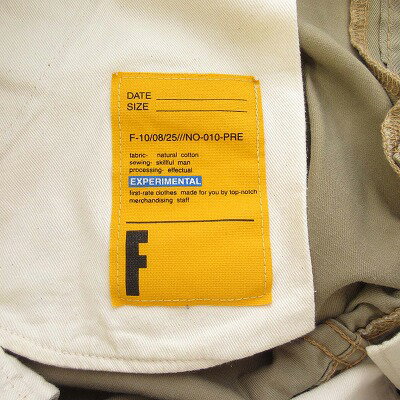 DATE
SIZE
F-10/08/25///NO-010-PRE
fabric- natural cotton
sewing- skillful man
processing- effectual
EXPERIMENTAL
first-rate clothes made for you by top-notch
merchandising staff
F